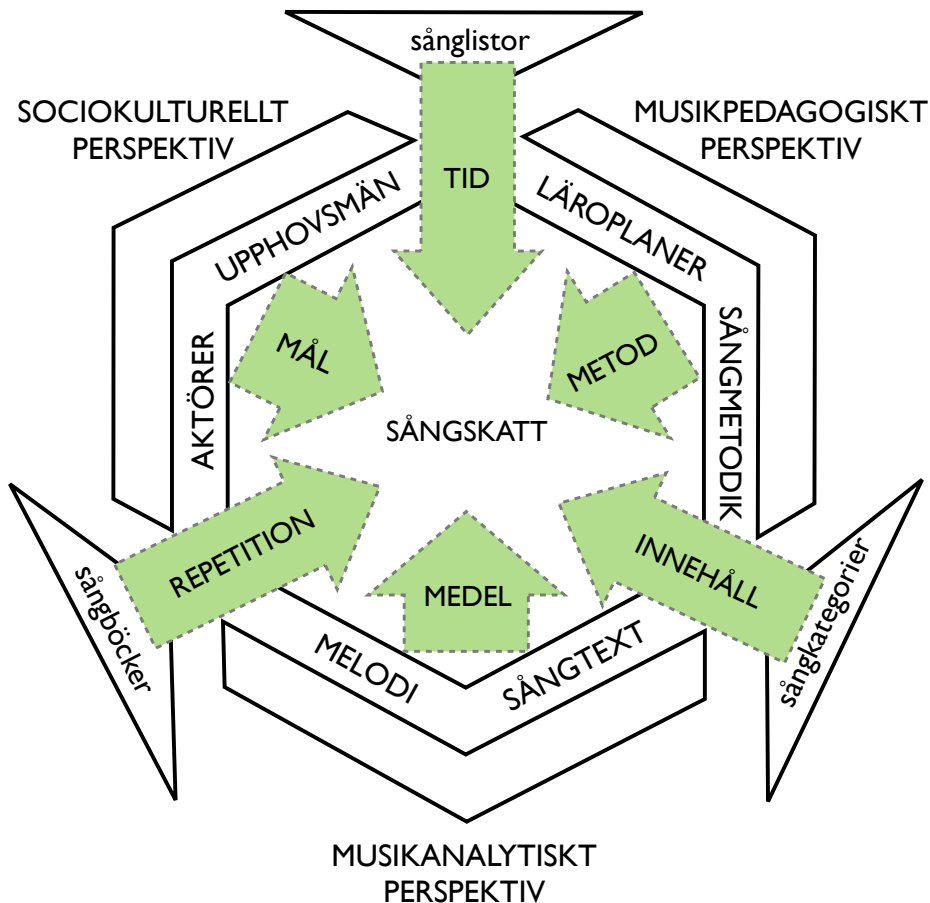 sånglistor
SOCIOKULTURELLT
PERSPEKTIV
MUSIKPEDAGOGISKT
PERSPEKTIV
TID
UPPHOVSMÄN
LÄROPLANER
AKTÖRER
MÅL
METOD
SÅNGMETODIK
SÅNGSKATT
REPETITION
MEDEL
INNEHÅLL
sångböcker
MELODI
SÅNGTEXT
sångkategorier
MUSIKANALYTISKT
PERSPEKTIV